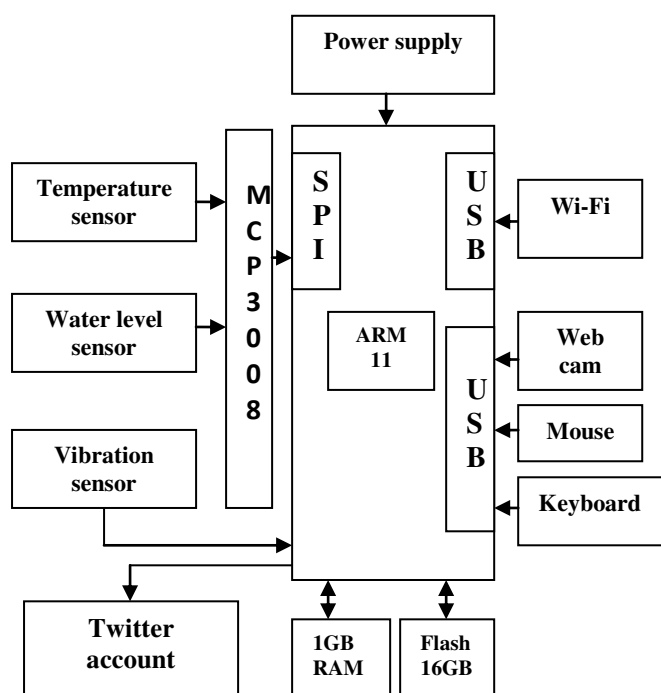 Power supply
Temperature
sensor
Water level
sensor
Vibration
sensor
Twitter
account
M
C
P
3
0
0
8
S
P
I
ARM
11
U
S
B
U
S
B
Wi-Fi
Web
cam
Mouse
Keyboard
1GB
RAM
Flash
16GB